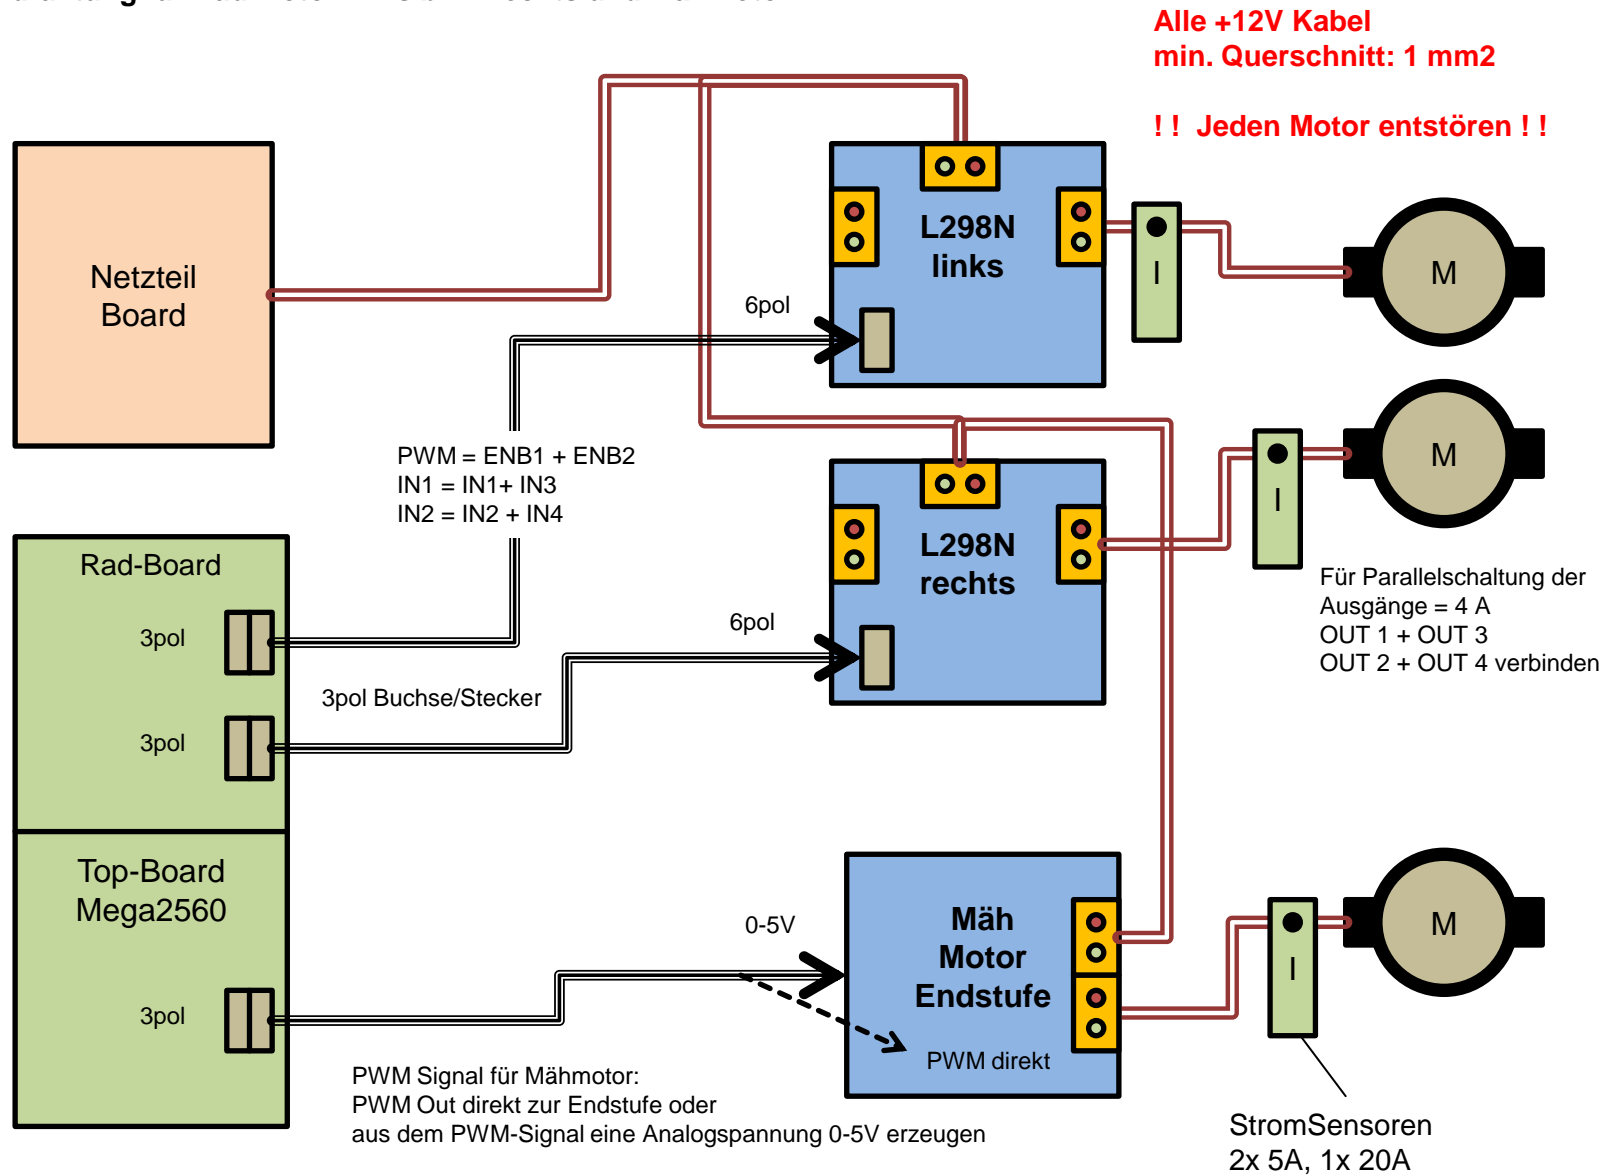 Alle +12V Kabel
min. Querschnitt: 1 mm2
! ! Jeden Motor entstören ! !
Netzteil
Board
L298N
links
I
M
6pol
PWM = ENB1 + ENB2
IN1 = IN1+ IN3
IN2 = IN2 + IN4
L298N
rechts
I
M
6pol
Für Parallelschaltung der
Ausgänge = 4 A
OUT 1 + OUT 3
OUT 2 + OUT 4 verbinden
Rad-Board
3pol
3pol Buchse/Stecker
3pol
Top-Board
Mega2560
3pol
0-5V
Mäh
Motor
Endstufe
PWM direkt
I
M
PWM Signal für Mähmotor:
PWM Out direkt zur Endstufe oder
aus dem PWM-Signal eine Analogspannung 0-5V erzeugen
StromSensoren
2x 5A, 1x 20A